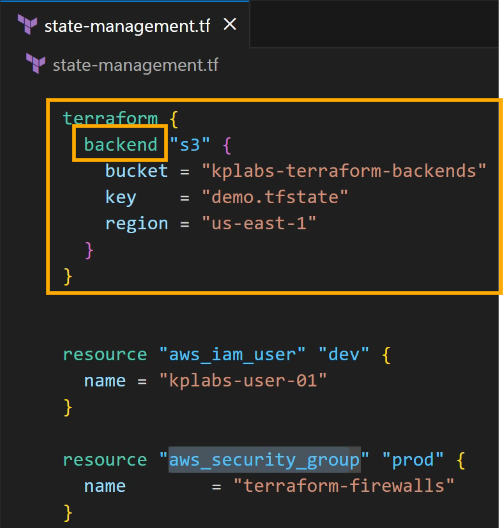 state-management.tf ×
state-management.tf
terraform {
  backend "s3" {
    bucket = "kplabs-terraform-backends"
    key    = "demo.tfstate"
    region = "us-east-1"
  }
}
resource "aws_iam_user" "dev" {
  name = "kplabs-user-01"
}
resource "aws_security_group" "prod" {
  name        = "terraform-firewalls"
}